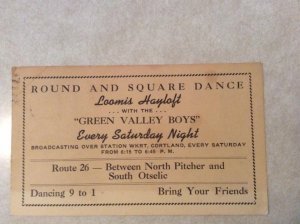 ROUND AND SQUARE DANCE
Loomis Hayloft
WITH THE
"GREEN VALLEY BOYS"
Every Saturday Night
BROADCASTING OVER STATION WKRT, CORTLAND, EVERY SATURDAY
FROM 6:15 TO 6:45 P. M.
Route 26 — Between North Pitcher and
South Otselic
Dancing 9 to 1 Bring Your Friends